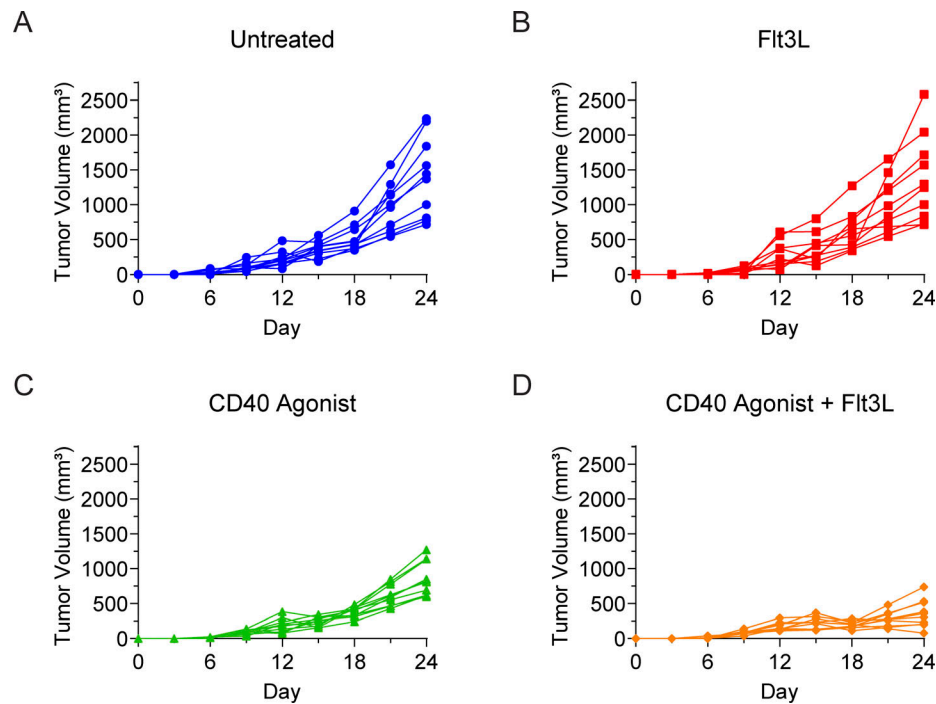 A
Untreated
Tumor Volume (mm³)
2500
2000
1500
1000
500
0
0 6 12 18 24
Day
B
Flt3L
Tumor Volume (mm³)
2500
2000
1500
1000
500
0
0 6 12 18 24
Day
C
CD40 Agonist
Tumor Volume (mm³)
2500
2000
1500
1000
500
0
0 6 12 18 24
Day
D
CD40 Agonist + Flt3L
Tumor Volume (mm³)
2500
2000
1500
1000
500
0
0 6 12 18 24
Day